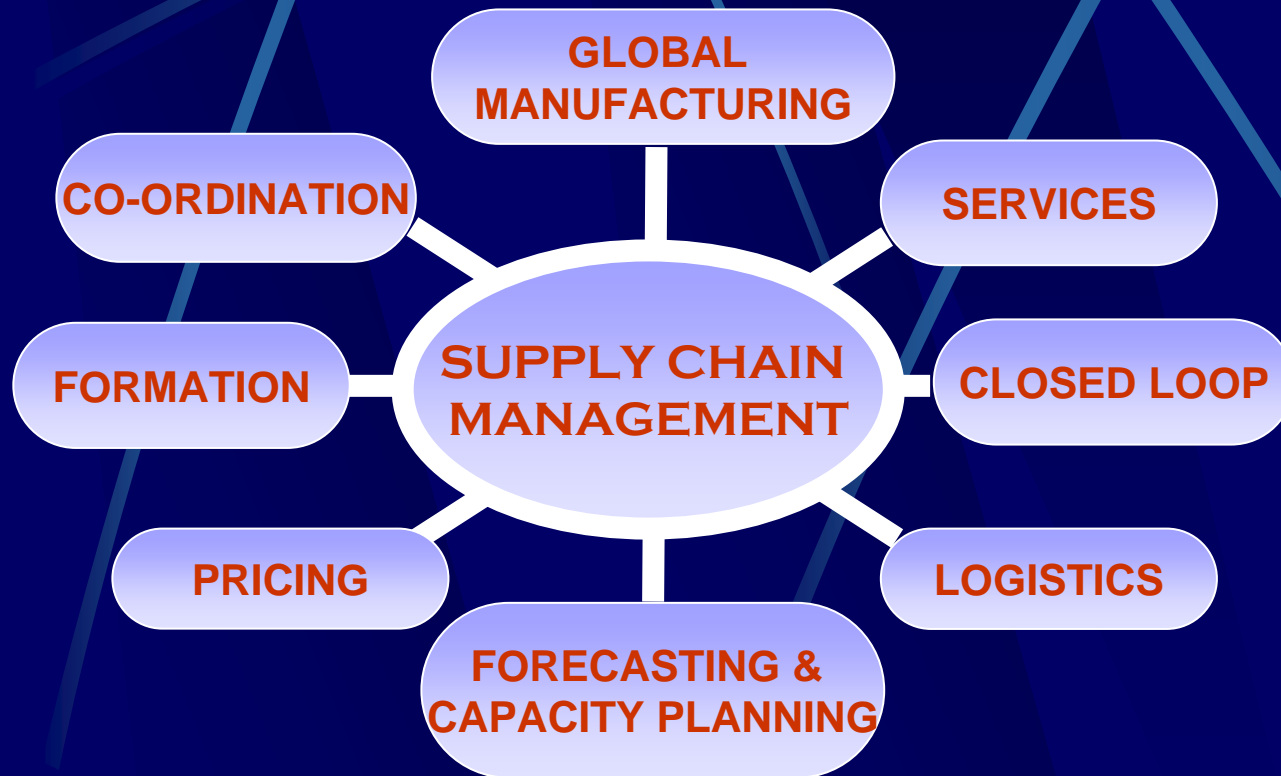 GLOBAL
MANUFACTURING
CO-ORDINATION
SERVICES
SUPPLY CHAIN
MANAGEMENT
FORMATION
CLOSED LOOP
PRICING
LOGISTICS
FORECASTING &
CAPACITY PLANNING